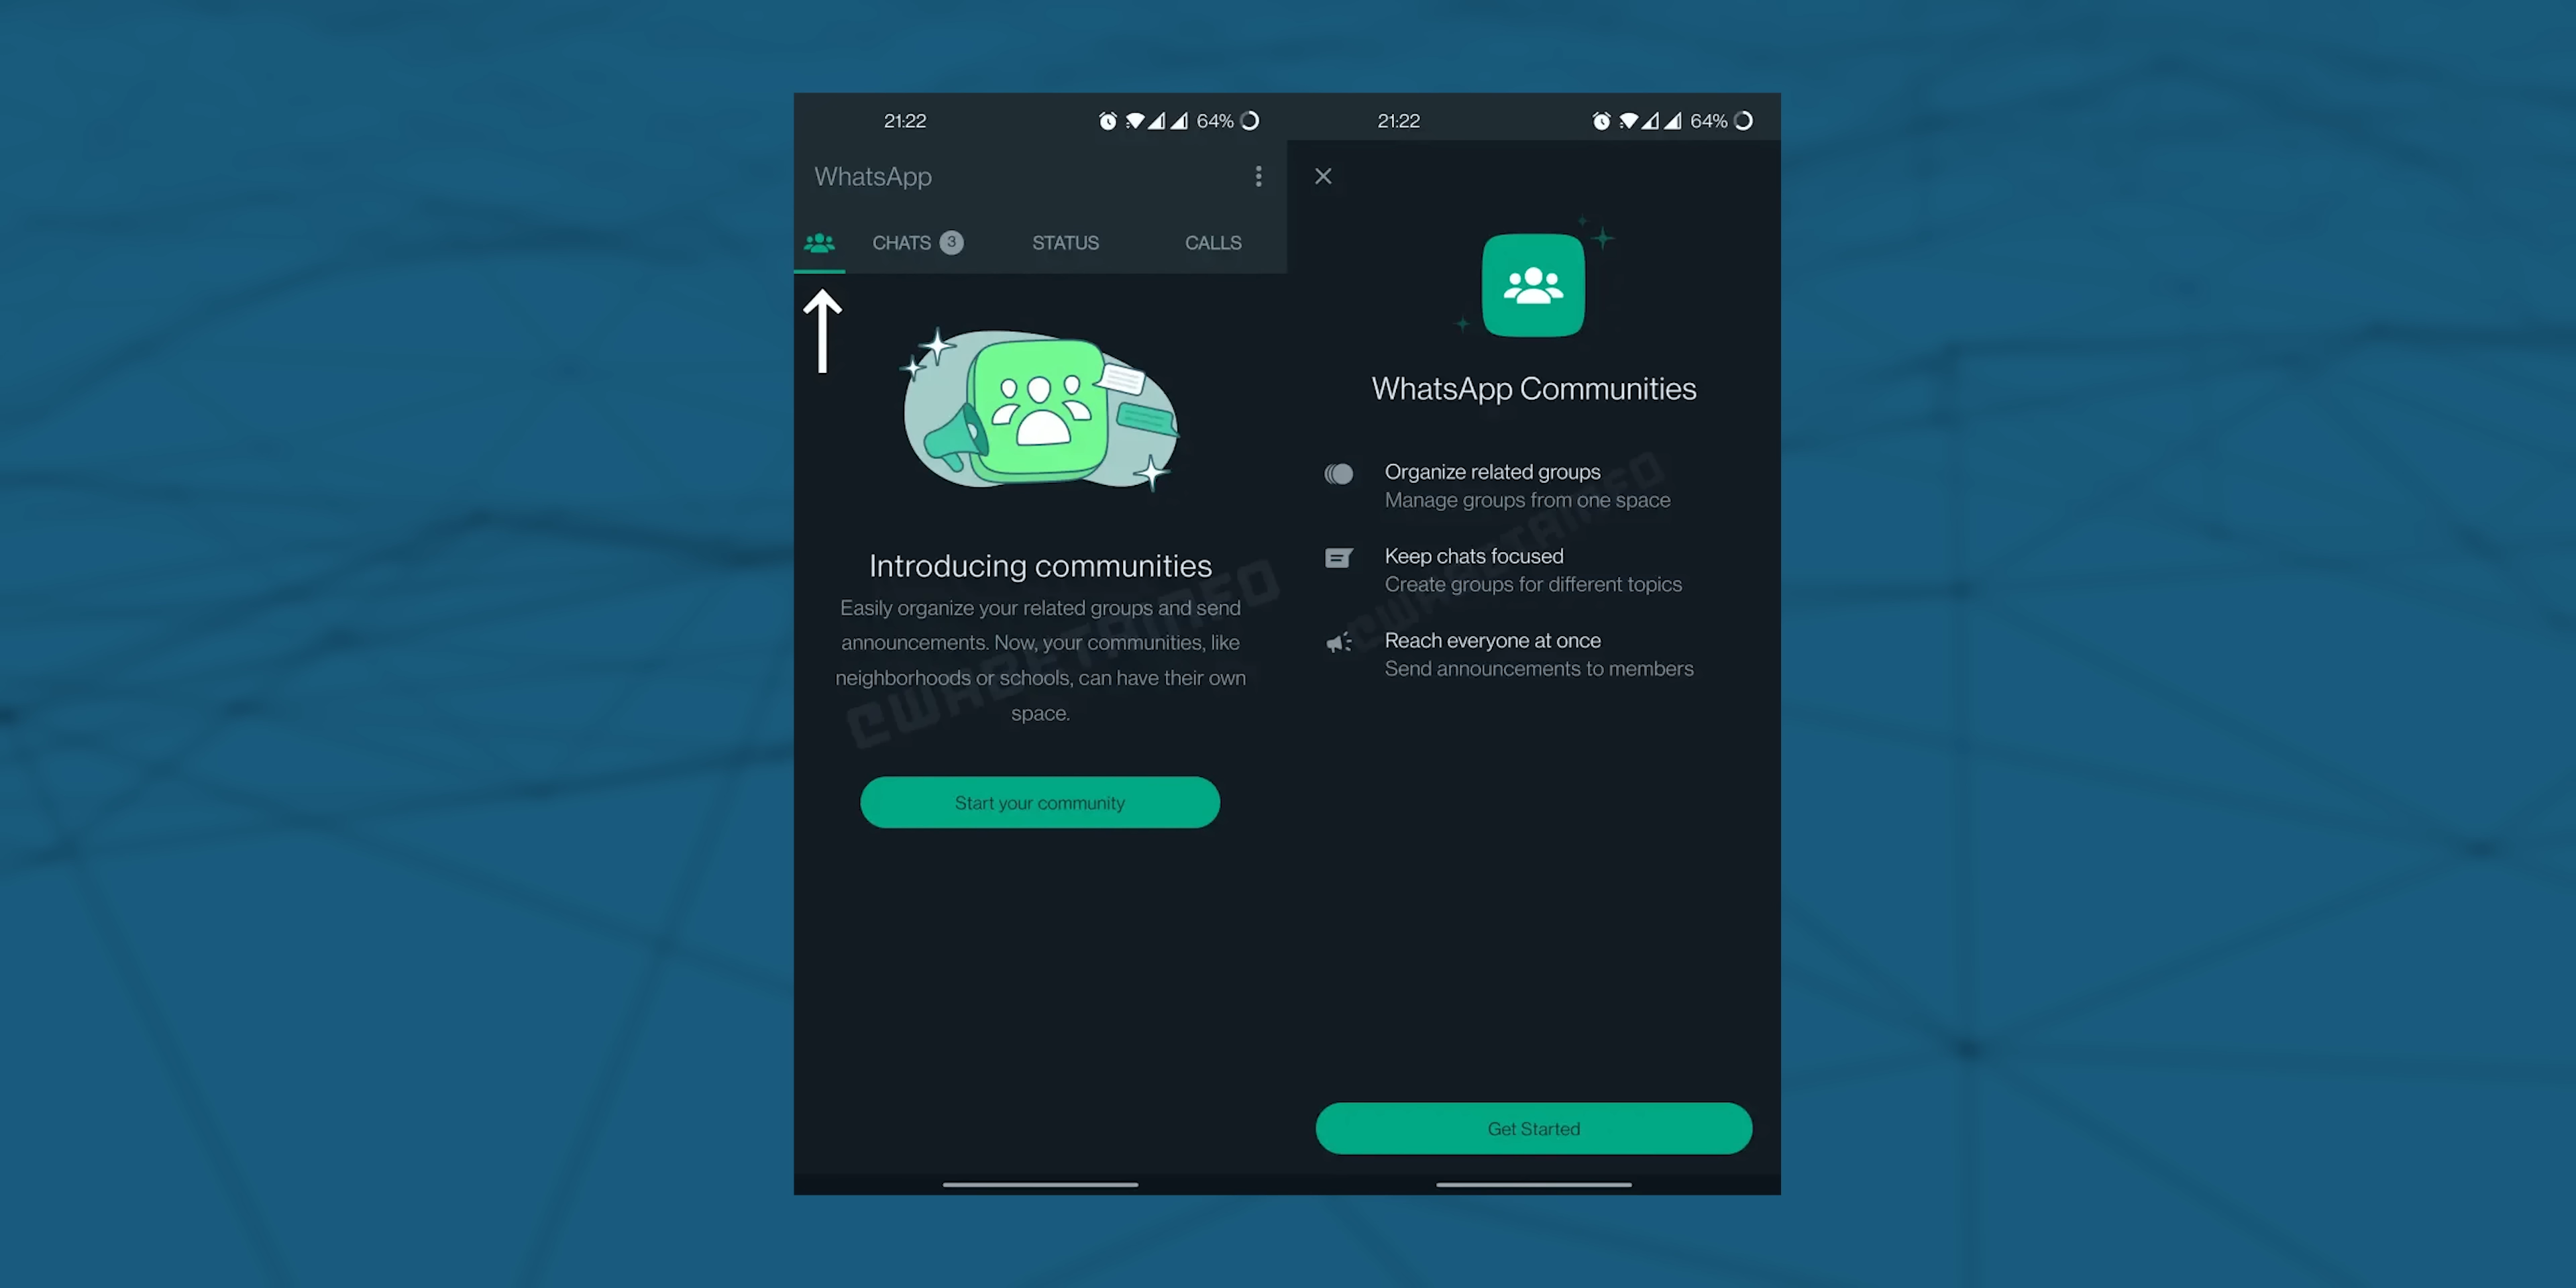 21:22
64%
WhatsApp
CHATS 3
STATUS
CALLS
Introducing communities
Easily organize your related groups and send
announcements. Now, your communities, like
neighborhoods or schools, can have their own
space.
Start your community
@WABETAINFO
21:22
64%
WhatsApp Communities
Organize related groups
Manage groups from one space
Keep chats focused
Create groups for different topics
Reach everyone at once
Send announcements to members
@WABETAINFO
Get Started